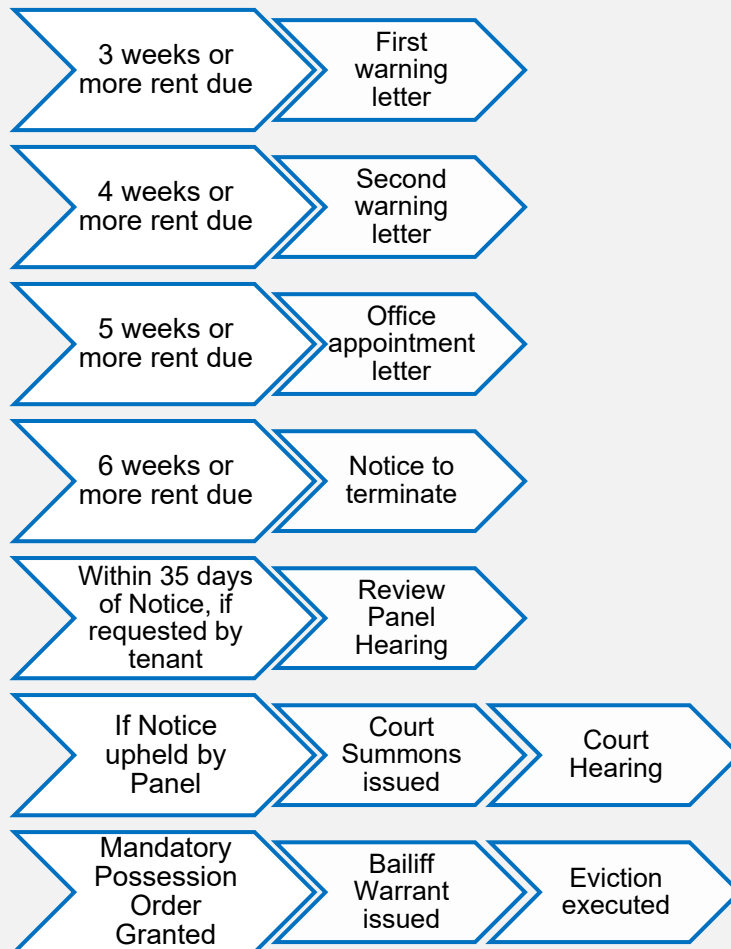 3 weeks or
more rent due
First
warning
letter
4 weeks or
more rent due
Second
warning
letter
5 weeks or
more rent due
Office
appointment
letter
6 weeks or
more rent due
Notice to
terminate
Within 35 days
of Notice, if
requested by
tenant
Review
Panel
Hearing
If Notice
upheld by
Panel
Court
Summons
issued
Court
Hearing
Mandatory
Possession
Order
Granted
Bailiff
Warrant
issued
Eviction
executed